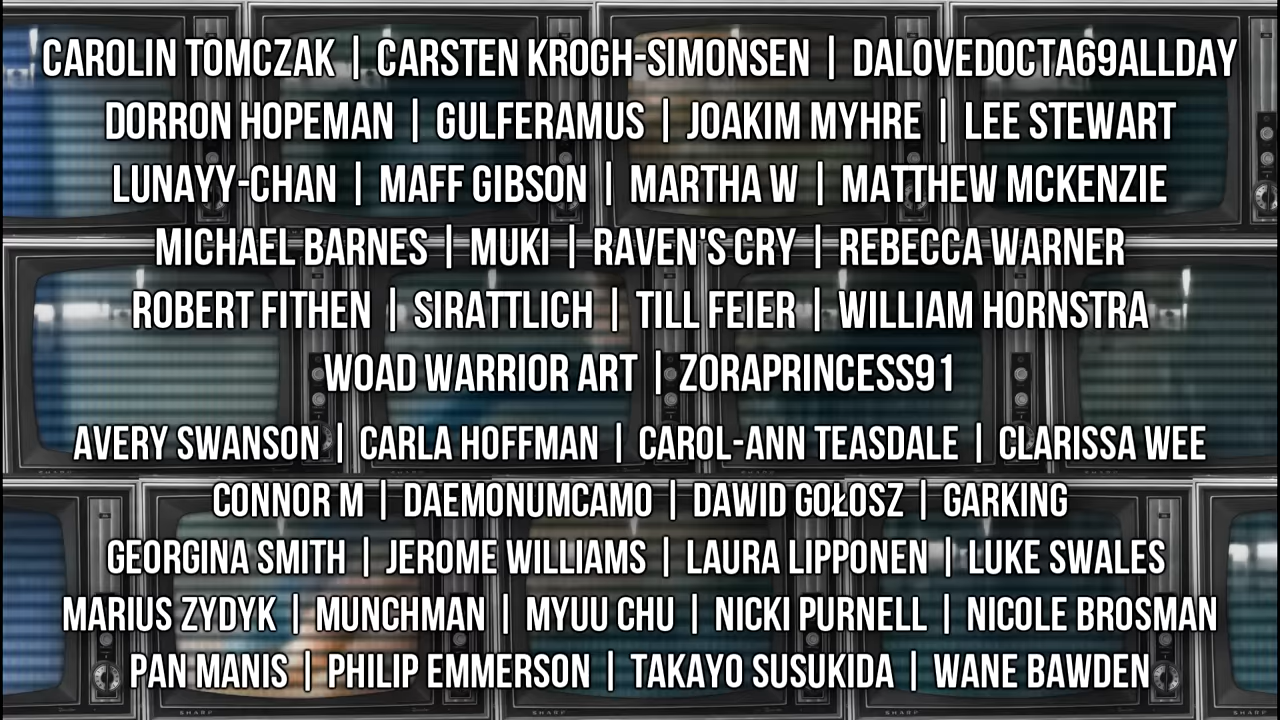 CAROLIN TOMCZAK | CARSTEN KROGH-SIMONSEN | DALOVEDOCTA69ALLDAY
DORRON HOPEMAN | GULFERAMUS | JOAKIM MYHRE | LEE STEWART
LUNAYY-CHAN | MAFF GIBSON | MARTHA W | MATTHEW MCKENZIE
MICHAEL BARNES | MUKI | RAVEN'S CRY | REBECCA WARNER
ROBERT FITHEN | SIRATTLICH | TILL FEIER | WILLIAM HORNSTRA
WOAD WARRIOR ART | ZORAPRINCESS91
AVERY SWANSON | CARLA HOFFMAN | CAROL-ANN TEASDALE | CLARISSA WEE
CONNOR M | DAEMONUMCAMO | DAWID GOŁOSZ | GARKING
GEORGINA SMITH | JEROME WILLIAMS | LAURA LIPPONEN | LUKE SWALES
MARIUS ZYDYK | MUNCHMAN | MYUU CHU | NICKI PURNELL | NICOLE BROSMAN
PAN MANIS | PHILIP EMMERSON | TAKAYO SUSUKIDA | WANE BAWDEN
SHARP SHARP SHARP